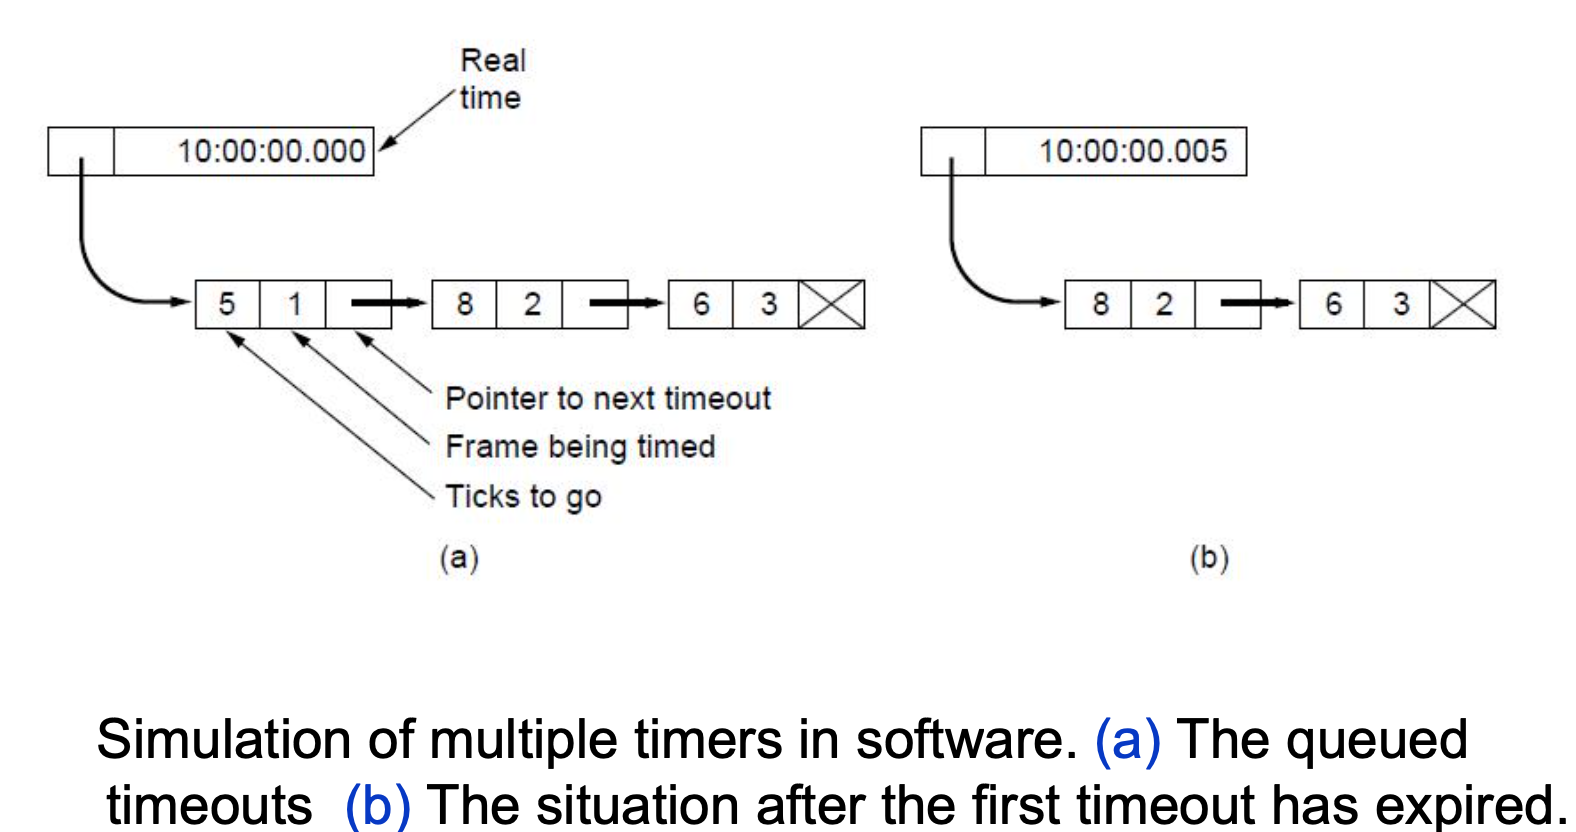 Real
time
10:00:00.000
10:00:00.005
5 1
8 2
6 3
8 2
6 3
Pointer to next timeout
Frame being timed
Ticks to go
(a)
(b)
Simulation of multiple timers in software. (a) The queued
timeouts (b) The situation after the first timeout has expired.